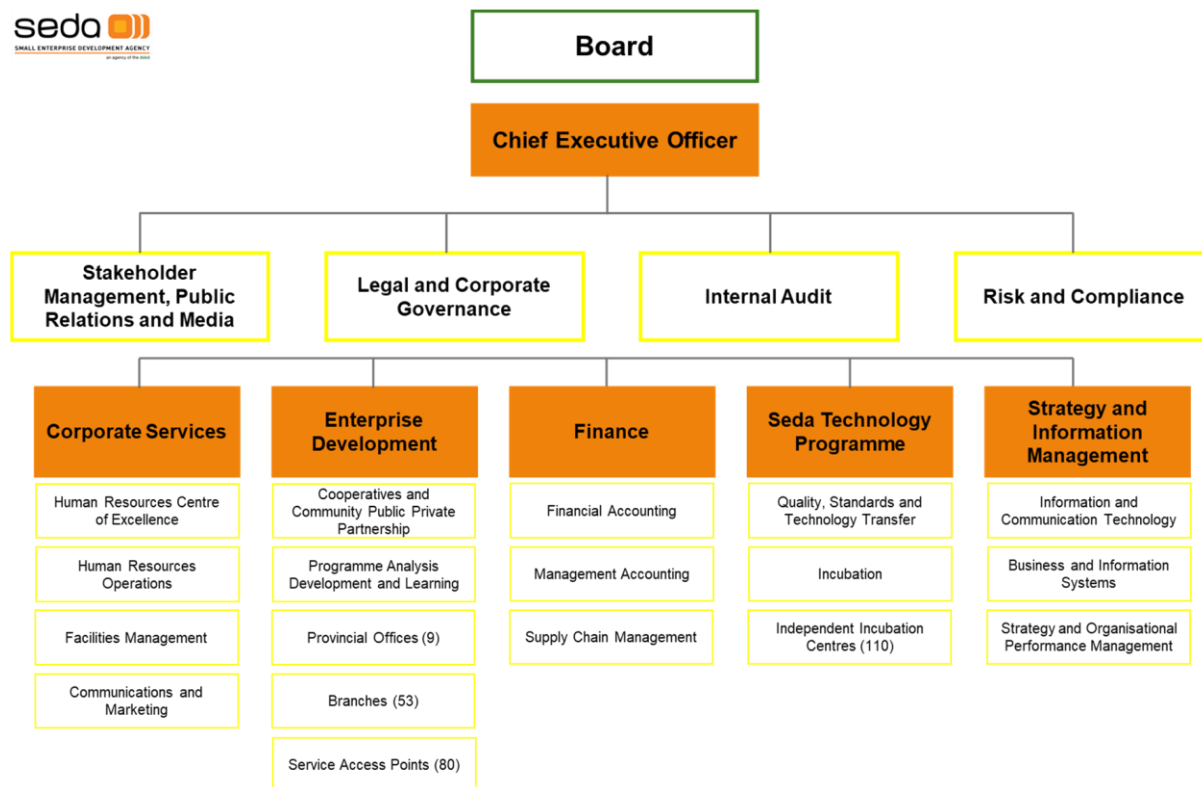 seda
SMALL ENTERPRISE DEVELOPMENT AGENCY
an agency of the dsbd
Board
Chief Executive Officer
Stakeholder
Management, Public
Relations and Media
Legal and Corporate
Governance
Internal Audit
Risk and Compliance
Corporate Services
Enterprise
Development
Finance
Seda Technology
Programme
Strategy and
Information
Management
Human Resources Centre
of Excellence
Cooperatives and
Community Public Private
Partnership
Financial Accounting
Quality, Standards and
Technology Transfer
Information and
Communication Technology
Human Resources
Operations
Programme Analysis
Development and Learning
Management Accounting
Incubation
Business and Information
Systems
Facilities Management
Provincial Offices (9)
Supply Chain Management
Independent Incubation
Centres (110)
Strategy and Organisational
Performance Management
Communications and
Marketing
Branches (53)
Service Access Points (80)